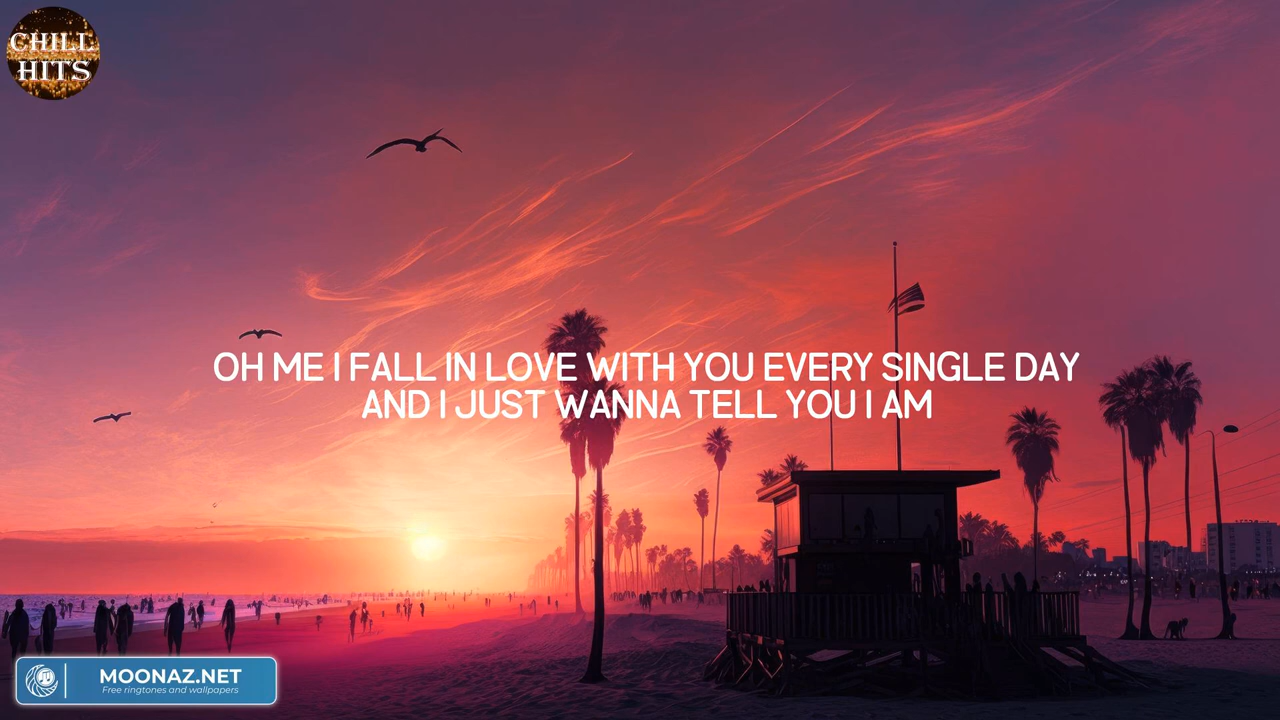 CHILL
HITS
OH ME I FALL IN LOVE WITH YOU EVERY SINGLE DAY
AND I JUST WANNA TELL YOU I AM
MOONAZ.NET
Free ringtones and wallpapers